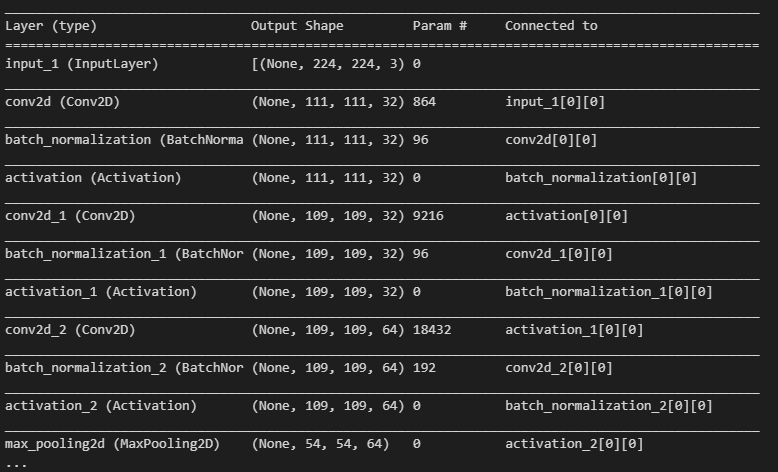 Layer (type) Output Shape Param # Connected to
input_1 (InputLayer) [(None, 224, 224, 3) 0
conv2d (Conv2D) (None, 111, 111, 32) 864 input_1[0][0]
batch_normalization (BatchNorma (None, 111, 111, 32) 96 conv2d[0][0]
activation (Activation) (None, 111, 111, 32) 0 batch_normalization[0][0]
conv2d_1 (Conv2D) (None, 109, 109, 32) 9216 activation[0][0]
batch_normalization_1 (BatchNor (None, 109, 109, 32) 96 conv2d_1[0][0]
activation_1 (Activation) (None, 109, 109, 32) 0 batch_normalization_1[0][0]
conv2d_2 (Conv2D) (None, 109, 109, 64) 18432 activation_1[0][0]
batch_normalization_2 (BatchNor (None, 109, 109, 64) 192 conv2d_2[0][0]
activation_2 (Activation) (None, 109, 109, 64) 0 batch_normalization_2[0][0]
max_pooling2d (MaxPooling2D) (None, 54, 54, 64) 0 activation_2[0][0]
...